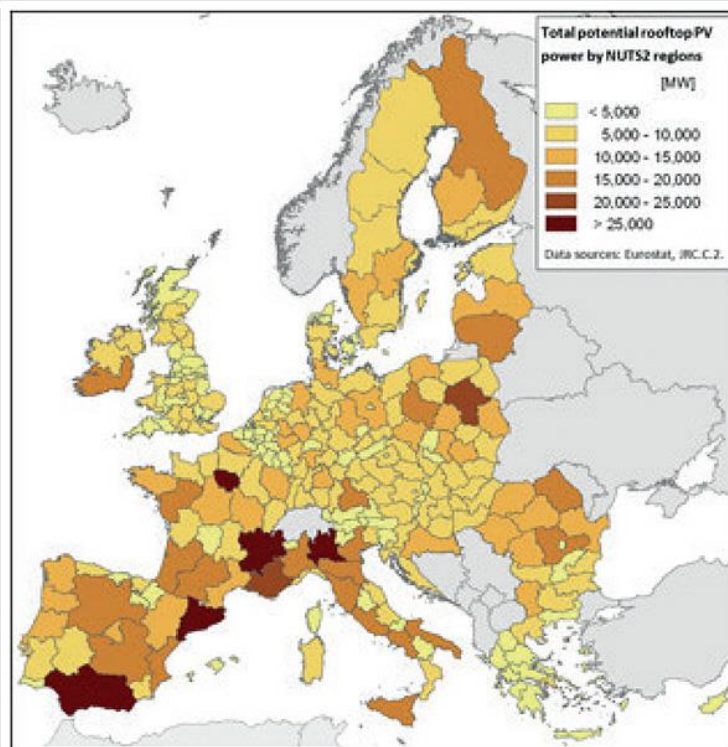 Total potential rooftop PV
power by NUTS2 regions
[MW]
< 5,000
5,000 - 10,000
10,000 - 15,000
15,000 - 20,000
20,000 - 25,000
> 25,000
Data sources: Eurostat, JRC.C.2.